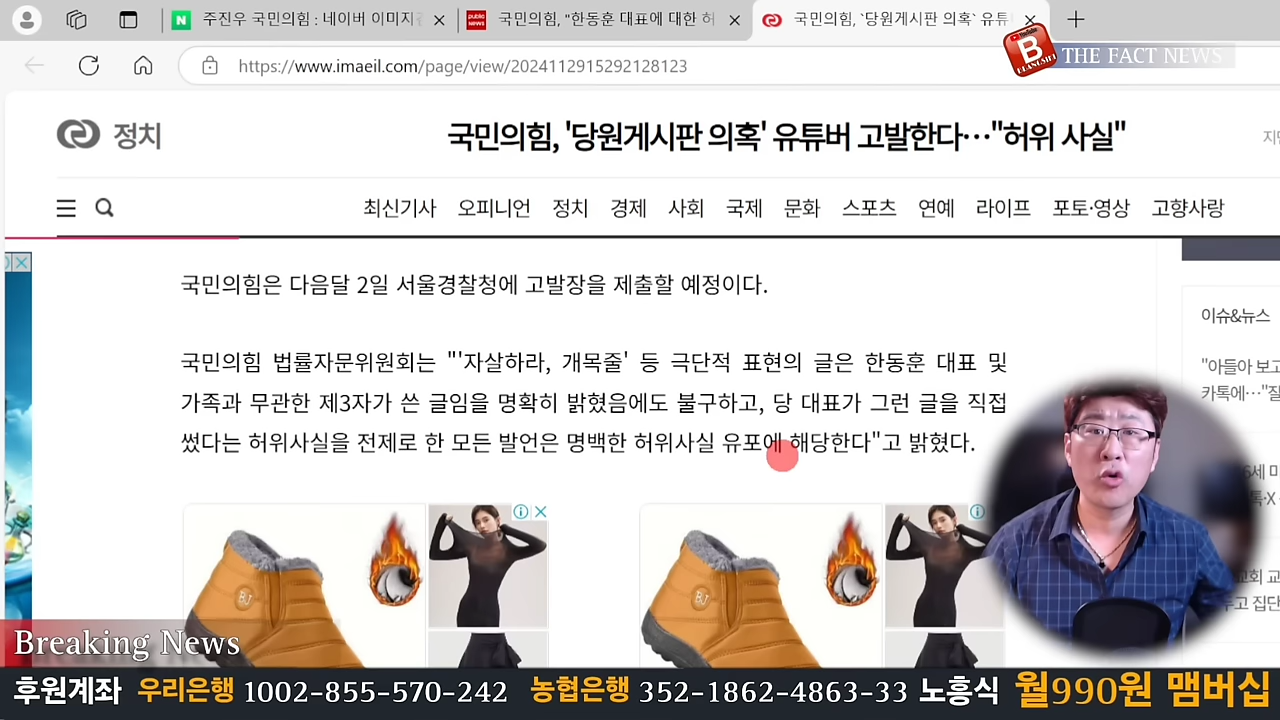 주진우 국민의힘 : 네이버 이미지
국민의힘, "한동훈 대표에 대한 허
국민의힘, `당원게시판 의혹` 유튜
https://www.imaeil.com/page/view/2024112915292128123
THE FACT NEWS
정치
국민의힘, '당원게시판 의혹' 유튜버 고발한다…"허위 사실"
최신기사 오피니언 정치 경제 사회 국제 문화 스포츠 연예 라이프 포토·영상 고향사랑
국민의힘은 다음달 2일 서울경찰청에 고발장을 제출할 예정이다.
이슈&뉴스
국민의힘 법률자문위원회는 "'자살하라, 개목줄' 등 극단적 표현의 글은 한동훈 대표 및
가족과 무관한 제3자가 쓴 글임을 명확히 밝혔음에도 불구하고, 당 대표가 그런 글을 직접
썼다는 허위사실을 전제로 한 모든 발언은 명백한 허위사실 유포에 해당한다"고 밝혔다.
"아들아 보고
카톡에…"잘
BJ
BJ
Breaking News
후원계좌 우리은행 1002-855-570-242 농협은행 352-1862-4863-33 노흥식 월990원 맴버십